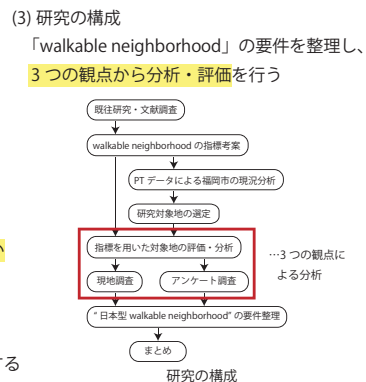 (3) 研究の構成
「walkable neighborhood」の要件を整理し、
3 つの観点から分析・評価を行う
既往研究・文献調査
walkable neighborhood の指標考案
PT データによる福岡市の現況分析
研究対象地の選定
指標を用いた対象地の評価・分析
…3 つの観点に
よる分析
現地調査
アンケート調査
“ 日本型 walkable neighborhood” の要件整理
まとめ
する
研究の構成